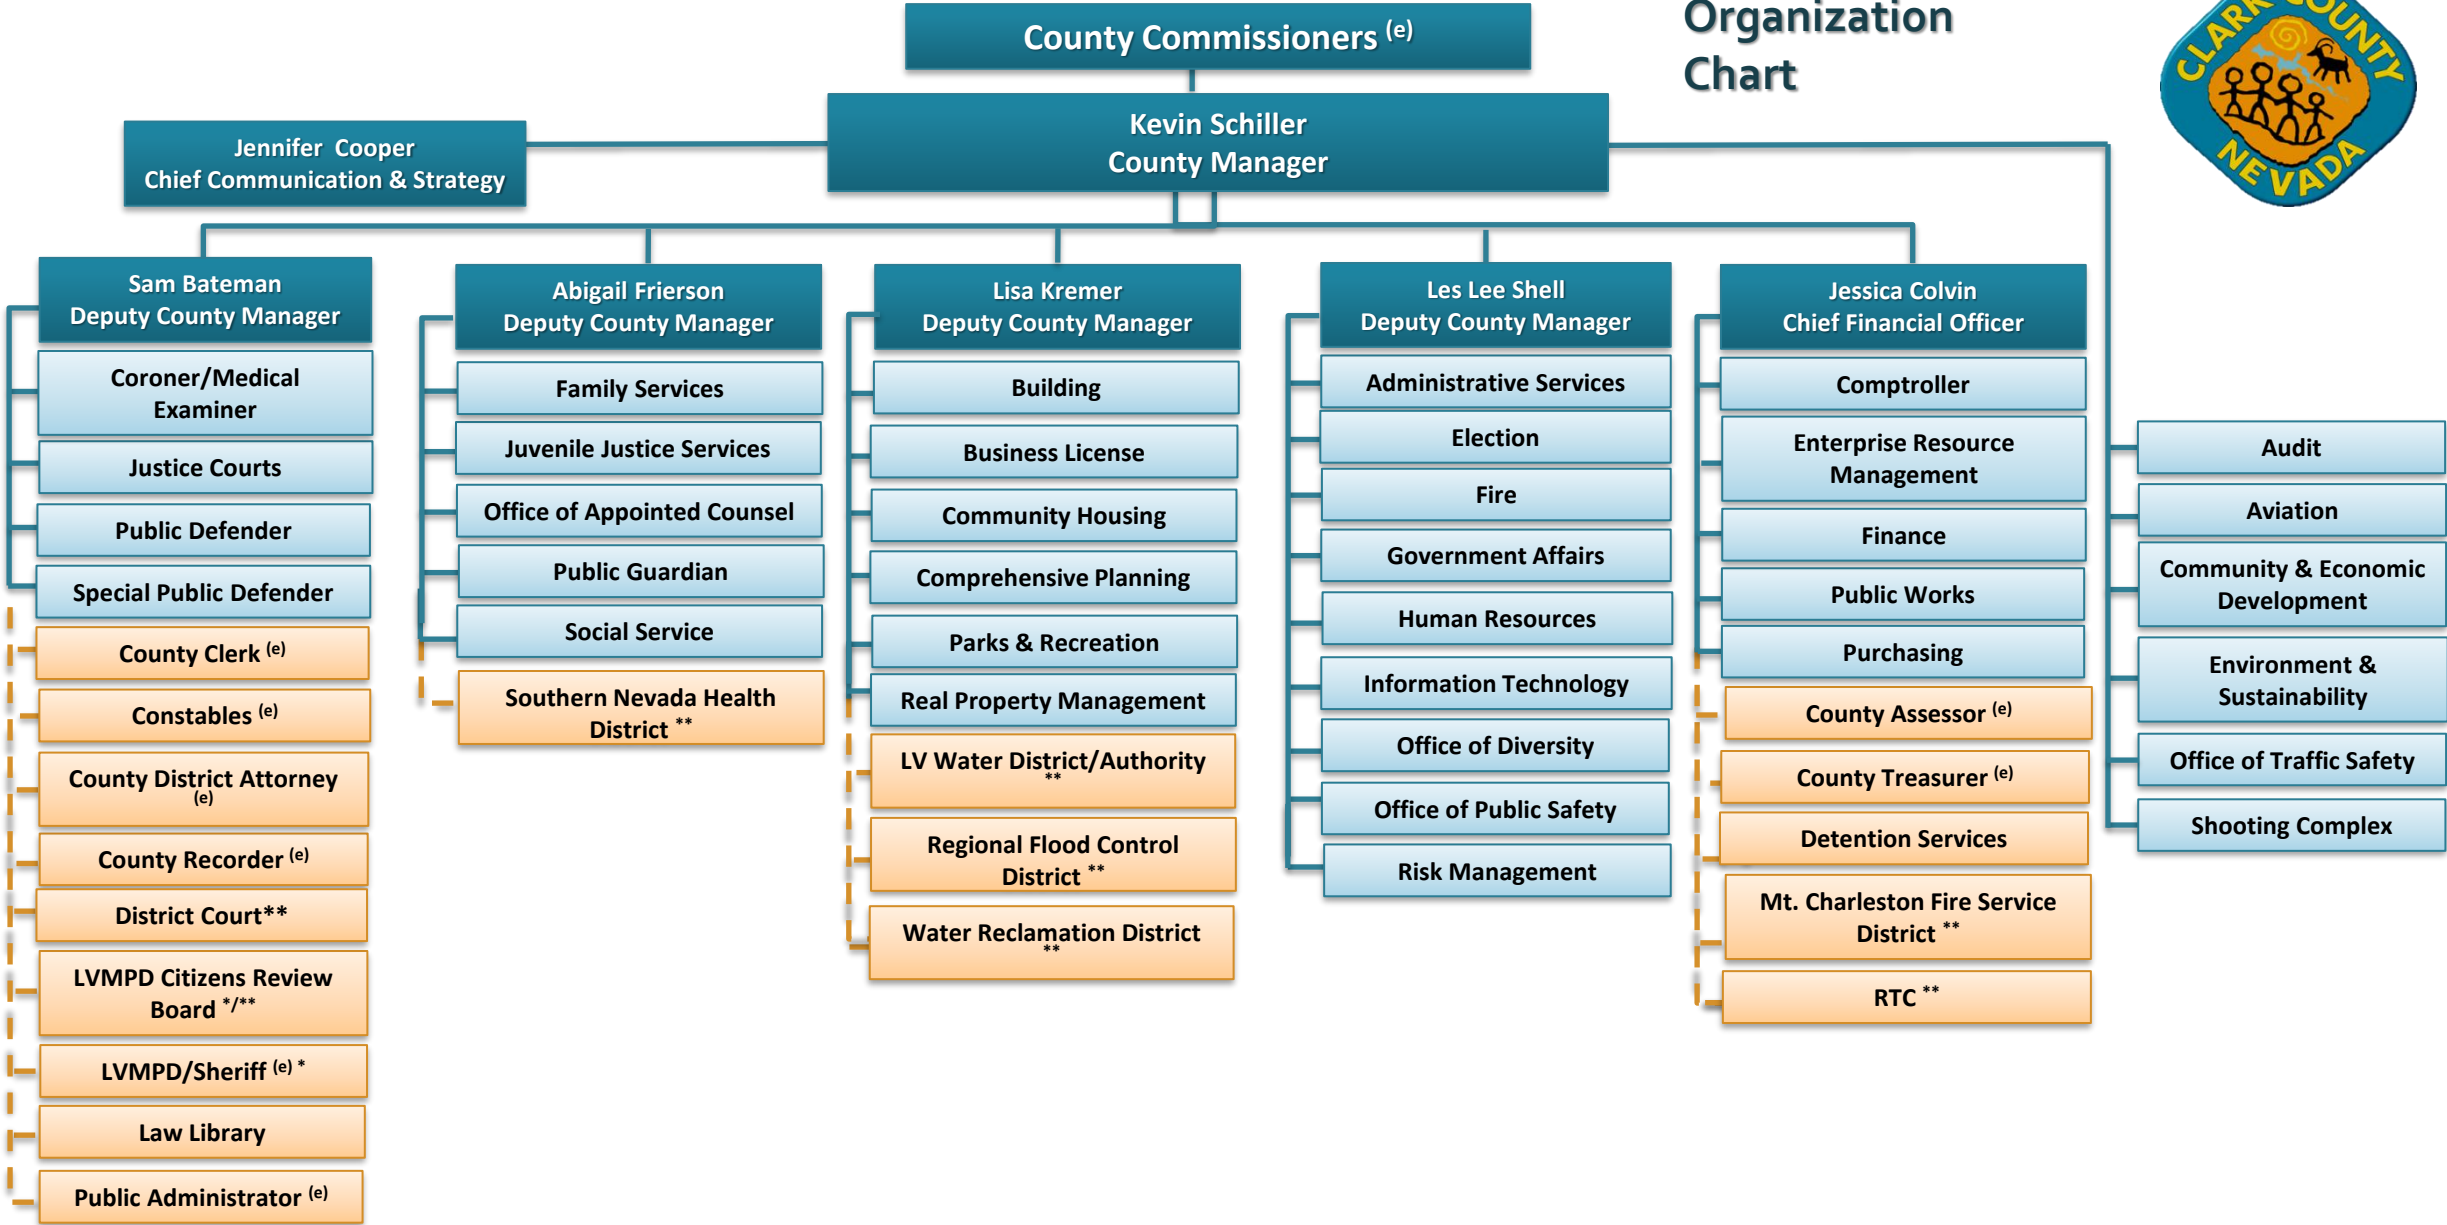 County Commissioners (e)
Organization
Chart
CLARK COUNTY
NEVADA
Kevin Schiller
County Manager
Jennifer Cooper
Chief Communication & Strategy
Sam Bateman
Deputy County Manager
Coroner/Medical
Examiner
Justice Courts
Public Defender
Special Public Defender
County Clerk (e)
Constables (e)
County District Attorney
(e)
County Recorder (e)
District Court**
LVMPD Citizens Review
Board */**
LVMPD/Sheriff (e) *
Law Library
Public Administrator (e)
Abigail Frierson
Deputy County Manager
Family Services
Juvenile Justice Services
Office of Appointed Counsel
Public Guardian
Social Service
Southern Nevada Health
District **
Lisa Kremer
Deputy County Manager
Building
Business License
Community Housing
Comprehensive Planning
Parks & Recreation
Real Property Management
LV Water District/Authority
**
Regional Flood Control
District **
Water Reclamation District
**
Les Lee Shell
Deputy County Manager
Administrative Services
Election
Fire
Government Affairs
Human Resources
Information Technology
Office of Diversity
Office of Public Safety
Risk Management
Jessica Colvin
Chief Financial Officer
Comptroller
Enterprise Resource
Management
Finance
Public Works
Purchasing
County Assessor (e)
County Treasurer (e)
Detention Services
Mt. Charleston Fire Service
District **
RTC **
Audit
Aviation
Community & Economic
Development
Environment &
Sustainability
Office of Traffic Safety
Shooting Complex